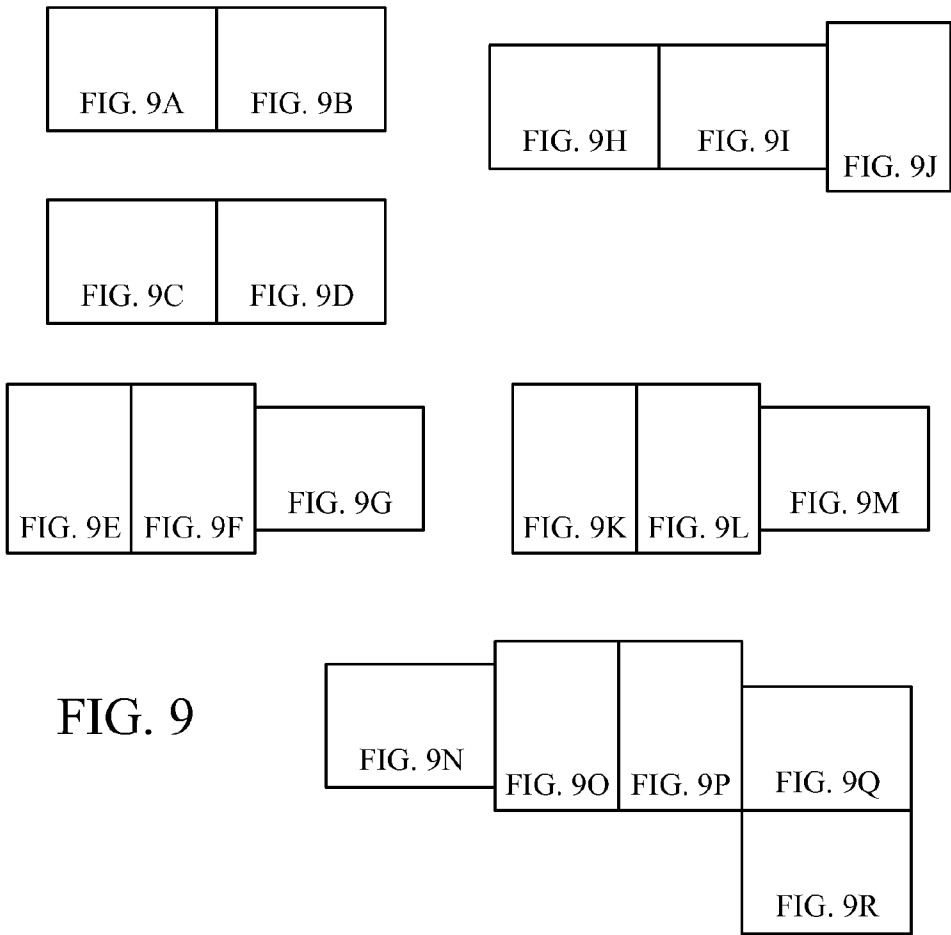 FIG. 9A FIG. 9B
FIG. 9C FIG. 9D
FIG. 9E FIG. 9F FIG. 9G
FIG. 9H FIG. 9I FIG. 9J
FIG. 9K FIG. 9L FIG. 9M
FIG. 9
FIG. 9N FIG. 9O FIG. 9P FIG. 9Q
FIG. 9R